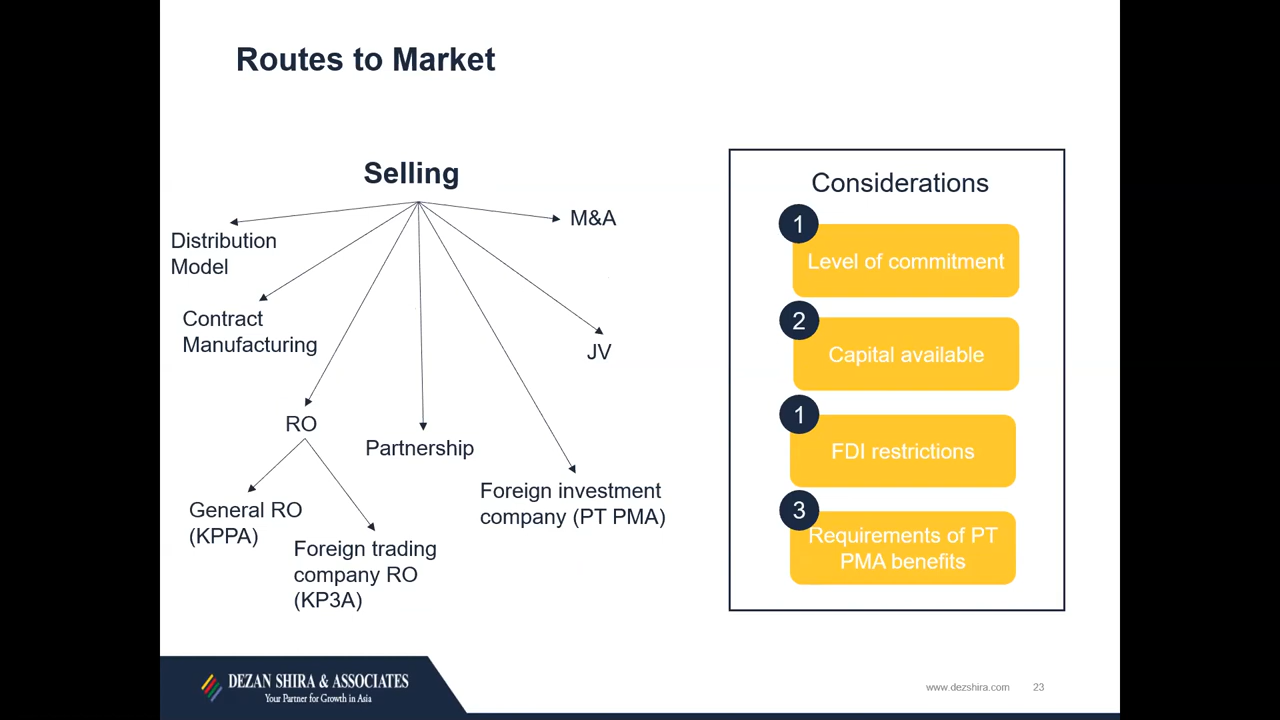 Routes to Market
Selling
M&A
Distribution
Model
Contract
Manufacturing
JV
RO
Partnership
Foreign investment
company (PT PMA)
General RO
(KPPA)
Foreign trading
company RO
(KP3A)
Considerations
1
Level of commitment
2
Capital available
1
FDI restrictions
3
Requirements of PT
PMA benefits
DEZAN SHIRA & ASSOCIATES
Your Partner for Growth in Asia
www.dezshira.com 23